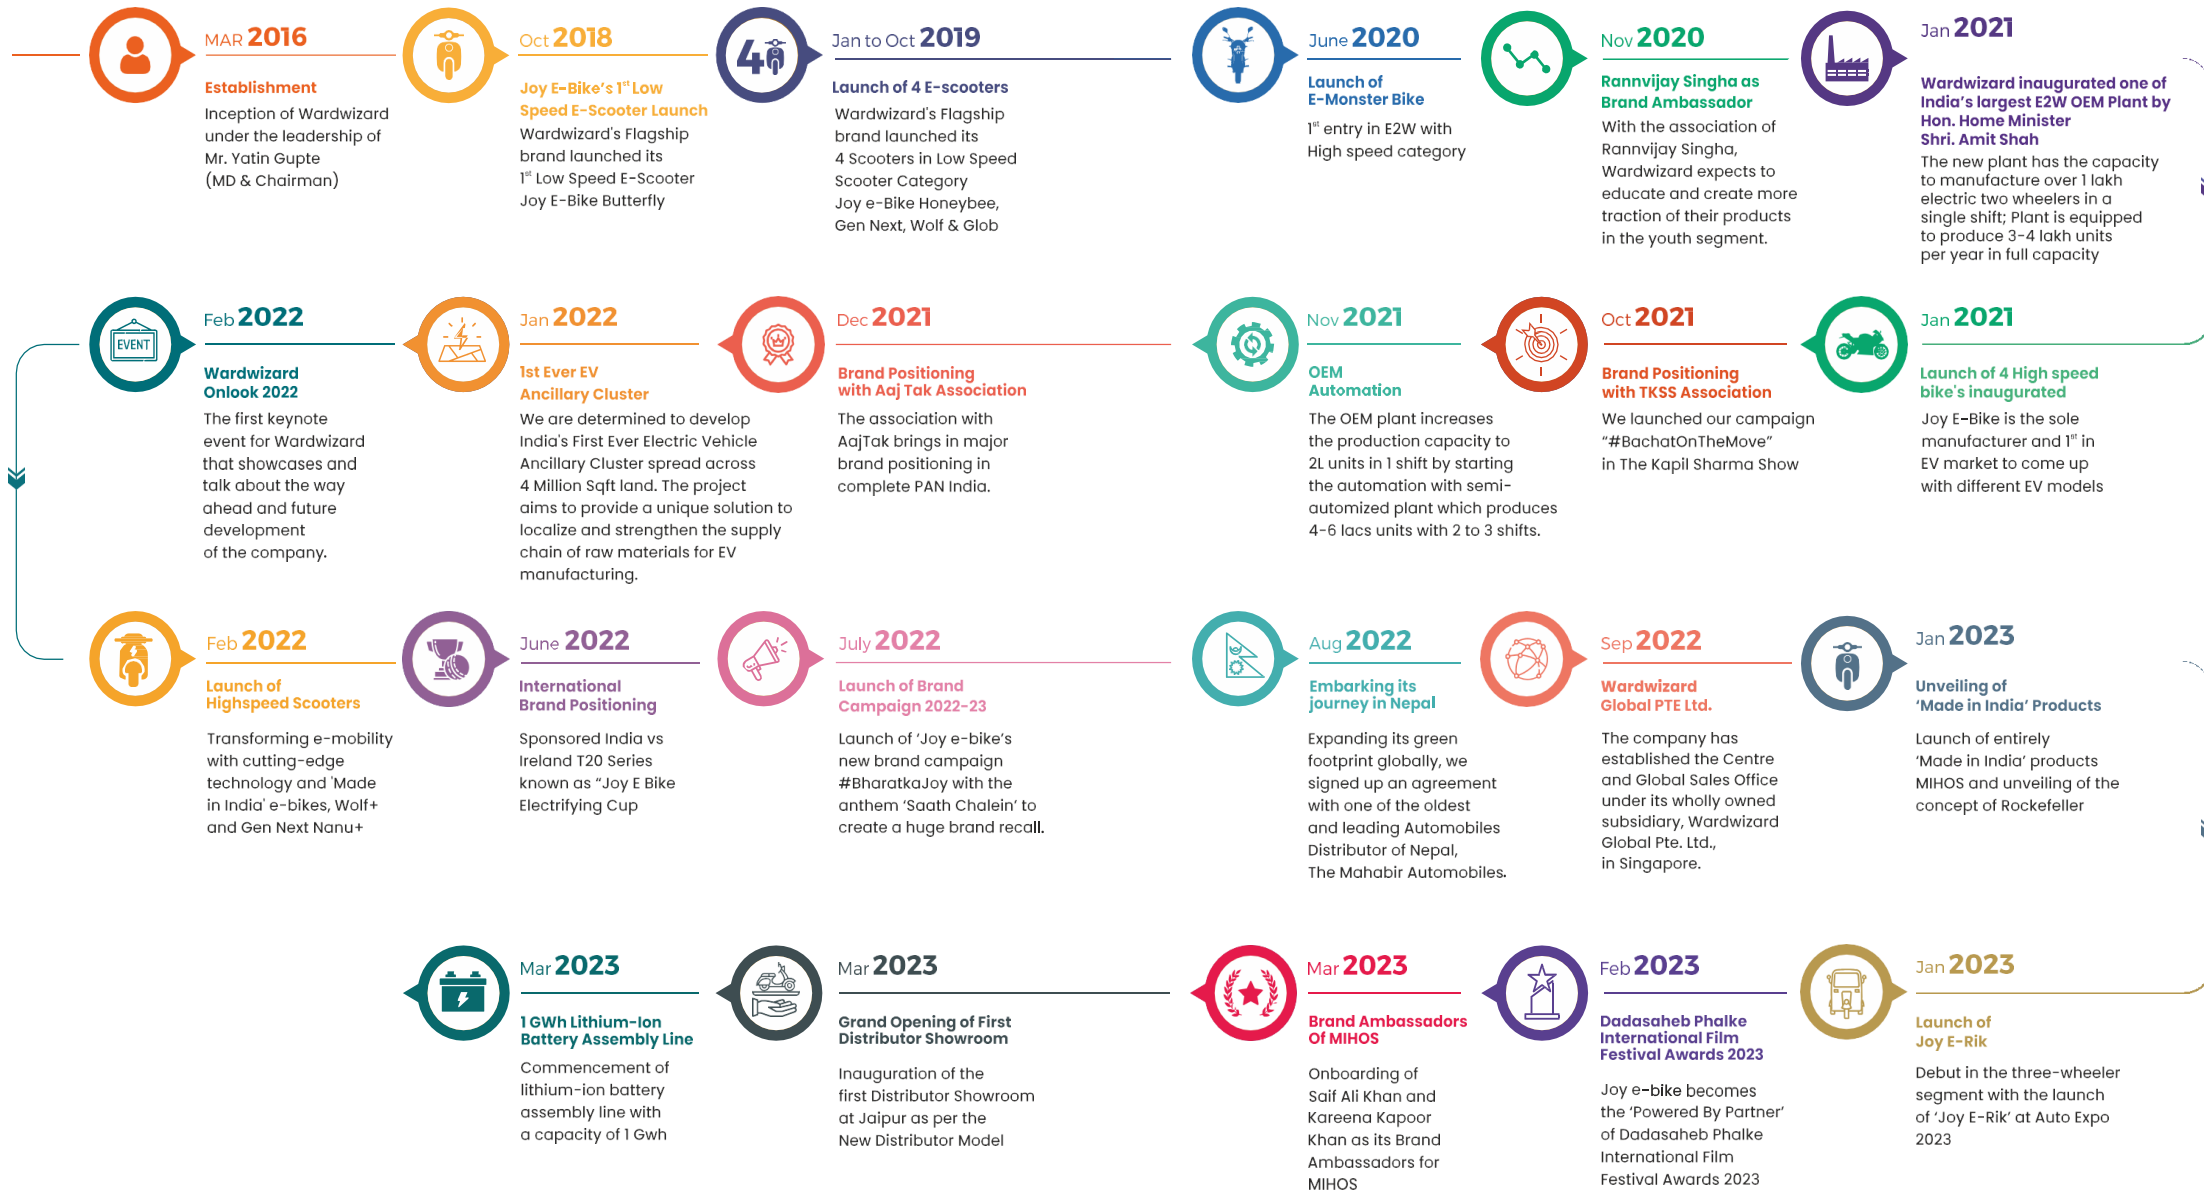 MAR 2016
Establishment
Inception of Wardwizard
under the leadership of
Mr. Yatin Gupte
(MD & Chairman)
Oct 2018
Joy E-Bike's 1st Low
Speed E-Scooter Launch
Wardwizard's Flagship
brand launched its
1st Low Speed E-Scooter
Joy E-Bike Butterfly
4
Jan to Oct 2019
Launch of 4 E-scooters
Wardwizard's Flagship
brand launched its
4 Scooters in Low Speed
Scooter Category
Joy e-Bike Honeybee,
Gen Next, Wolf & Glob
June 2020
Launch of
E-Monster Bike
1st entry in E2W with
High speed category
Nov 2020
Rannvijay Singha as
Brand Ambassador
With the association of
Rannvijay Singha,
Wardwizard expects to
educate and create more
traction of their products
in the youth segment.
Jan 2021
Wardwizard inaugurated one of
India's largest E2W OEM Plant by
Hon. Home Minister
Shri. Amit Shah
The new plant has the capacity
to manufacture over 1 lakh
electric two wheelers in a
single shift; Plant is equipped
to produce 3-4 lakh units
per year in full capacity
EVENT
Feb 2022
Wardwizard
Onlook 2022
The first keynote
event for Wardwizard
that showcases and
talk about the way
ahead and future
development
of the company.
Jan 2022
1st Ever EV
Ancillary Cluster
We are determined to develop
India's First Ever Electric Vehicle
Ancillary Cluster spread across
4 Million Sqft land. The project
aims to provide a unique solution to
localize and strengthen the supply
chain of raw materials for EV
manufacturing.
Dec 2021
Brand Positioning
with Aaj Tak Association
The association with
AajTak brings in major
brand positioning in
complete PAN India.
Nov 2021
OEM
Automation
The OEM plant increases
the production capacity to
2L units in 1 shift by starting
the automation with semi-
automized plant which produces
4-6 lacs units with 2 to 3 shifts.
Oct 2021
Brand Positioning
with TKSS Association
We launched our campaign
"#BachatOnTheMove"
in The Kapil Sharma Show
Jan 2021
Launch of 4 High speed
bike's inaugurated
Joy E-Bike is the sole
manufacturer and 1st in
EV market to come up
with different EV models
Feb 2022
Launch of
Highspeed Scooters
Transforming e-mobility
with cutting-edge
technology and 'Made
in India' e-bikes, Wolf+
and Gen Next Nanu+
June 2022
International
Brand Positioning
Sponsored India vs
Ireland T20 Series
known as "Joy E Bike
Electrifying Cup
July 2022
Launch of Brand
Campaign 2022-23
Launch of 'Joy e-bike's
new brand campaign
#BharatkaJoy with the
anthem 'Saath Chalein' to
create a huge brand recall.
Aug 2022
Embarking its
journey in Nepal
Expanding its green
footprint globally, we
signed up an agreement
with one of the oldest
and leading Automobiles
Distributor of Nepal,
The Mahabir Automobiles.
Sep 2022
Wardwizard
Global PTE Ltd.
The company has
established the Centre
and Global Sales Office
under its wholly owned
subsidiary, Wardwizard
Global Pte. Ltd.,
in Singapore.
Jan 2023
Unveiling of
'Made in India' Products
Launch of entirely
'Made in India' products
MIHOS and unveiling of the
concept of Rockefeller
Mar 2023
1 GWh Lithium-Ion
Battery Assembly Line
Commencement of
lithium-ion battery
assembly line with
a capacity of 1 Gwh
Mar 2023
Grand Opening of First
Distributor Showroom
Inauguration of the
first Distributor Showroom
at Jaipur as per the
New Distributor Model
Mar 2023
Brand Ambassadors
Of MIHOS
Onboarding of
Saif Ali Khan and
Kareena Kapoor
Khan as its Brand
Ambassadors for
MIHOS
Feb 2023
Dadasaheb Phalke
International Film
Festival Awards 2023
Joy e-bike becomes
the 'Powered By Partner'
of Dadasaheb Phalke
International Film
Festival Awards 2023
Jan 2023
Launch of
Joy E-Rik
Debut in the three-wheeler
segment with the launch
of 'Joy E-Rik' at Auto Expo
2023